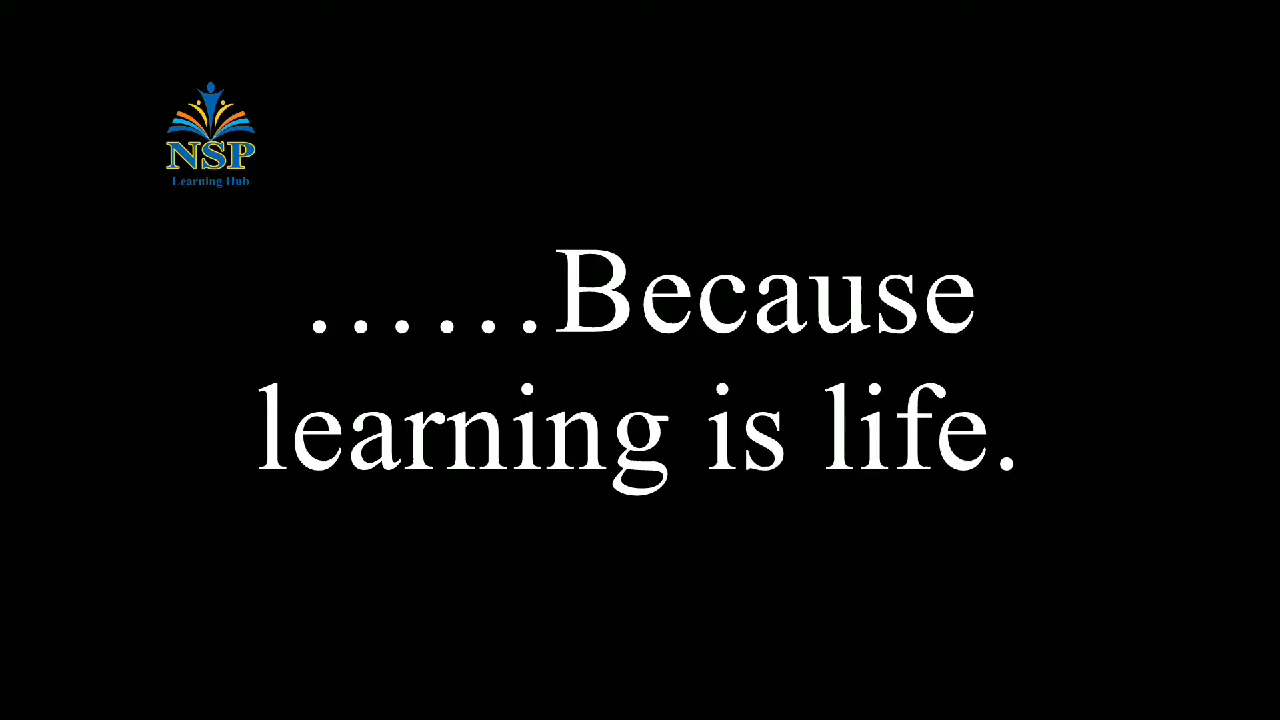 NSP
Learning Hub
......Because
learning is life.